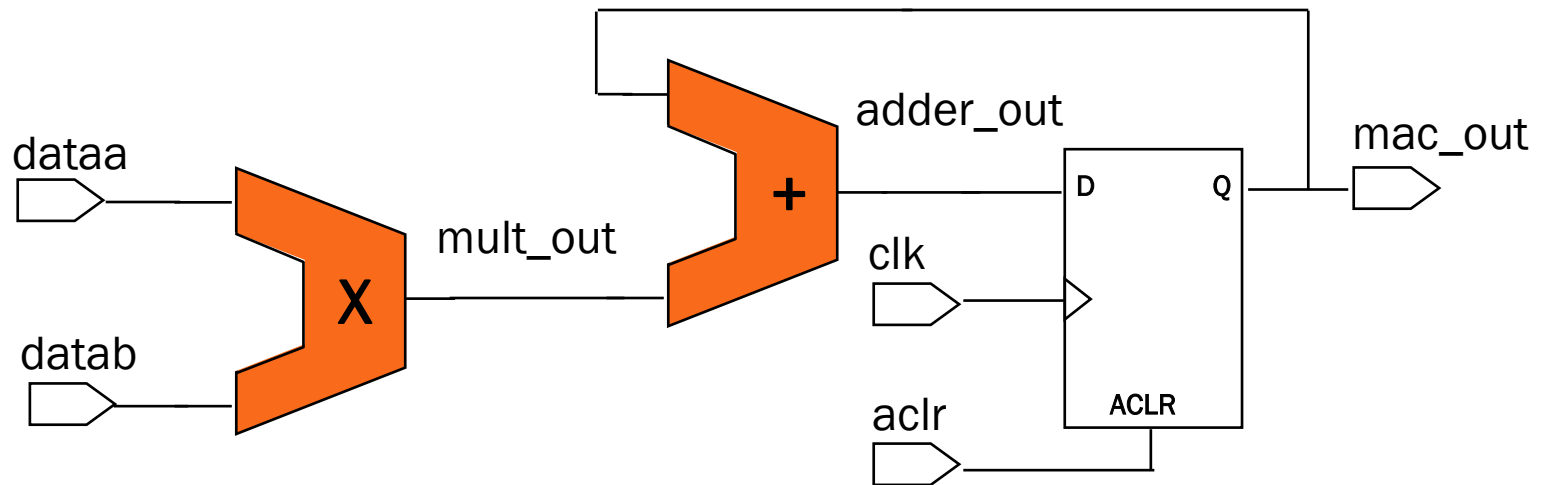 dataa
datab
X
mult_out
+
adder_out
clk
aclr
D
Q
ACLR
mac_out